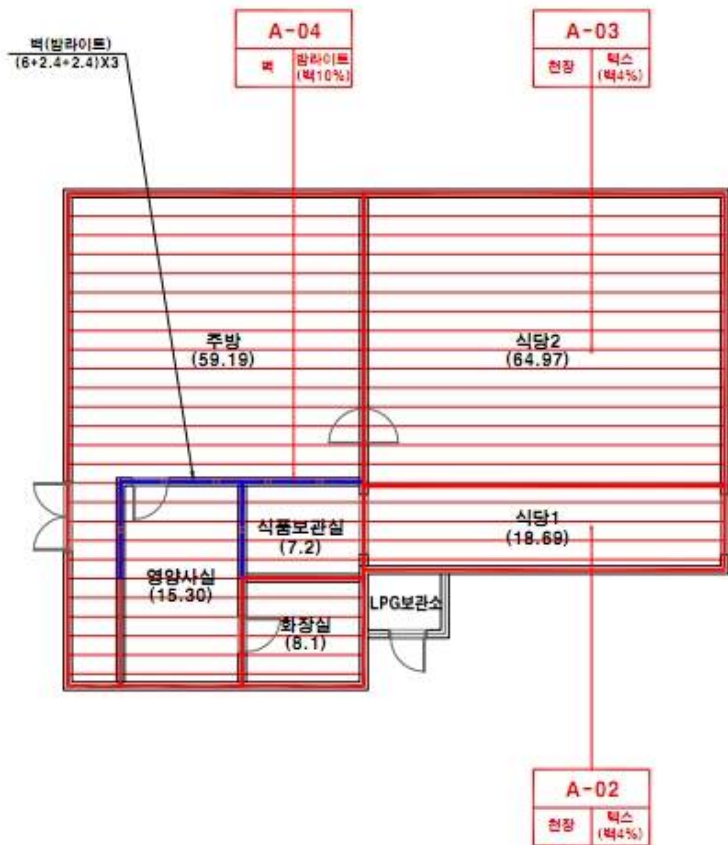 벽(밤라이트)
(6+2.4+2.4)X3
A-04
벽
밤라이트
(백10%)
A-03
천장
텍스
(백4%)
주방
(59.19)
식당2
(64.97)
식품보관실
(7.2)
식당1
(18.69)
영양사실
(15.30)
LPG보관소
화장실
(8.1)
A-02
천장
텍스
(백4%)